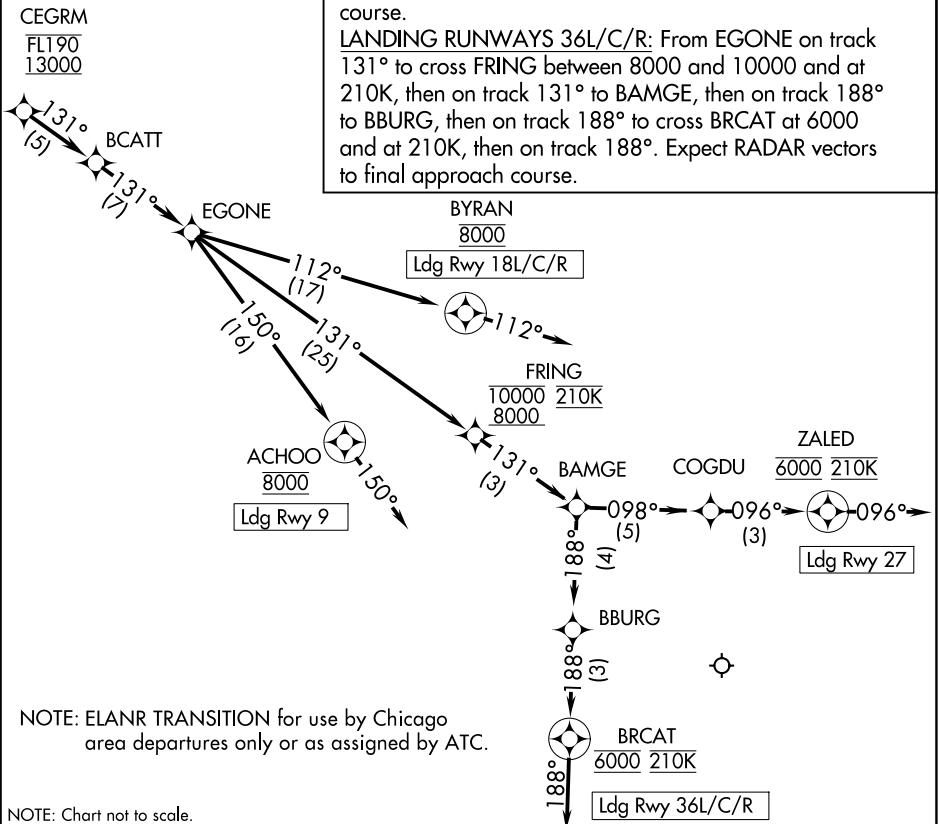 course.
LANDING RUNWAYS 36L/C/R: From EGONE on track
131° to cross FRING between 8000 and 10000 and at
210K, then on track 131° to BAMGE, then on track 188°
to BBURG, then on track 188° to cross BRCAT at 6000
and at 210K, then on track 188°. Expect RADAR vectors
to final approach course.
CEGRM
FL190
13000
131°
(5)
BCATT
131°
(7)
EGONE
BYRAN
8000
Ldg Rwy 18L/C/R
112°
(17)
112°
150°
(16)
131°
(25)
FRING
10000 210K
8000
ACHOO
8000
150°
Ldg Rwy 9
131°
(3)
BAMGE
COGDU
ZALED
6000 210K
098°
(5)
096°
(3)
096°
Ldg Rwy 27
188°
(4)
BBURG
188°
(3)
BRCAT
6000 210K
188°
Ldg Rwy 36L/C/R
NOTE: ELANR TRANSITION for use by Chicago
area departures only or as assigned by ATC.
NOTE: Chart not to scale.